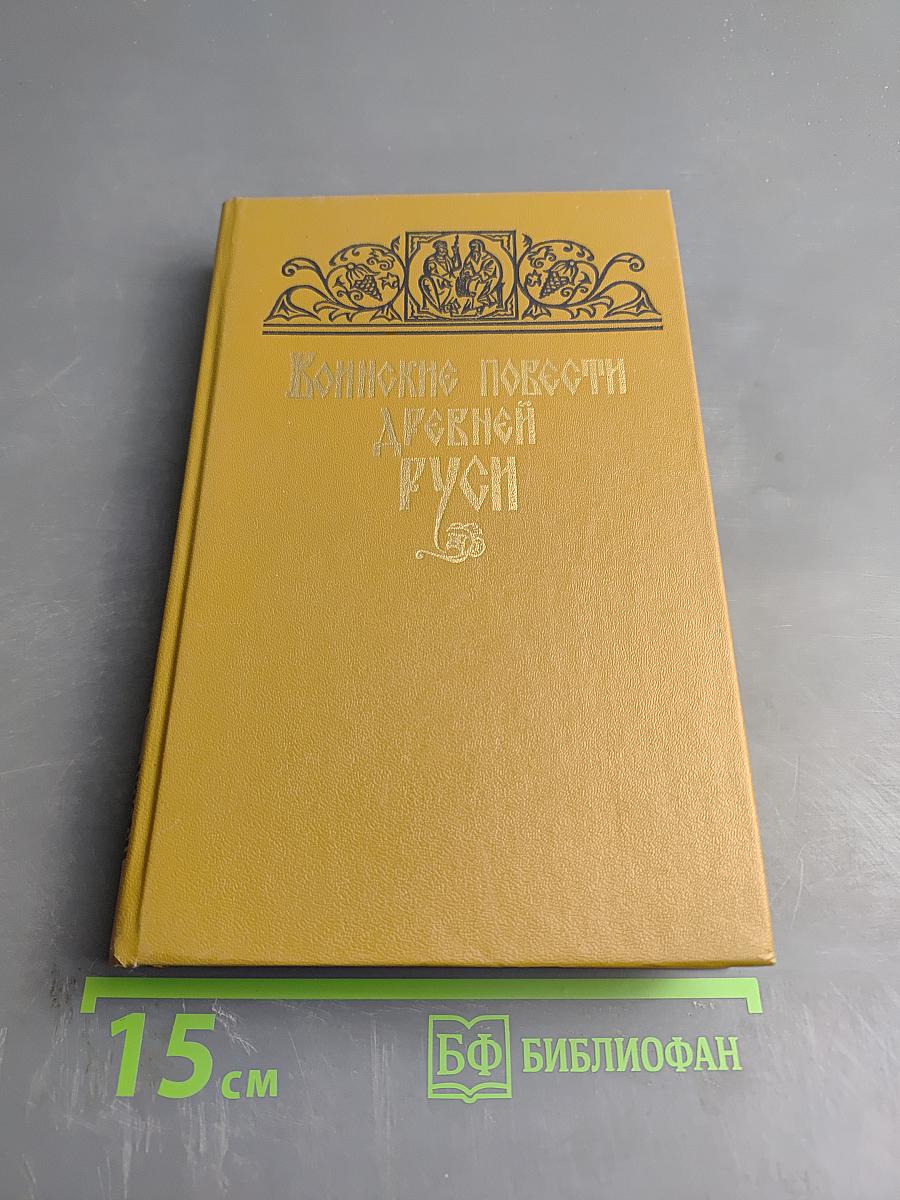 Воинские повести
древней
Руси
15 см
БФ БИБЛИОФАН